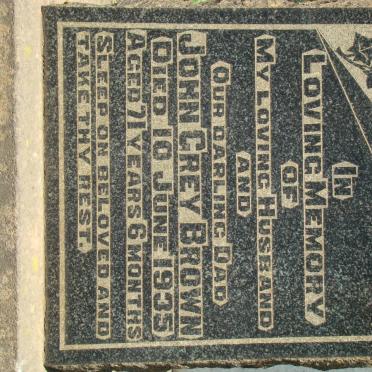 IN
LOVING MEMORY
OF
MY LOVING HUSBAND
AND
OUR DARLING DAD
JOHN GREY BROWN
DIED 10 JUNE 1935
AGED 71 YEARS 6 MONTHS
SLEEP ON BELOVED AND
TAKE THY REST.